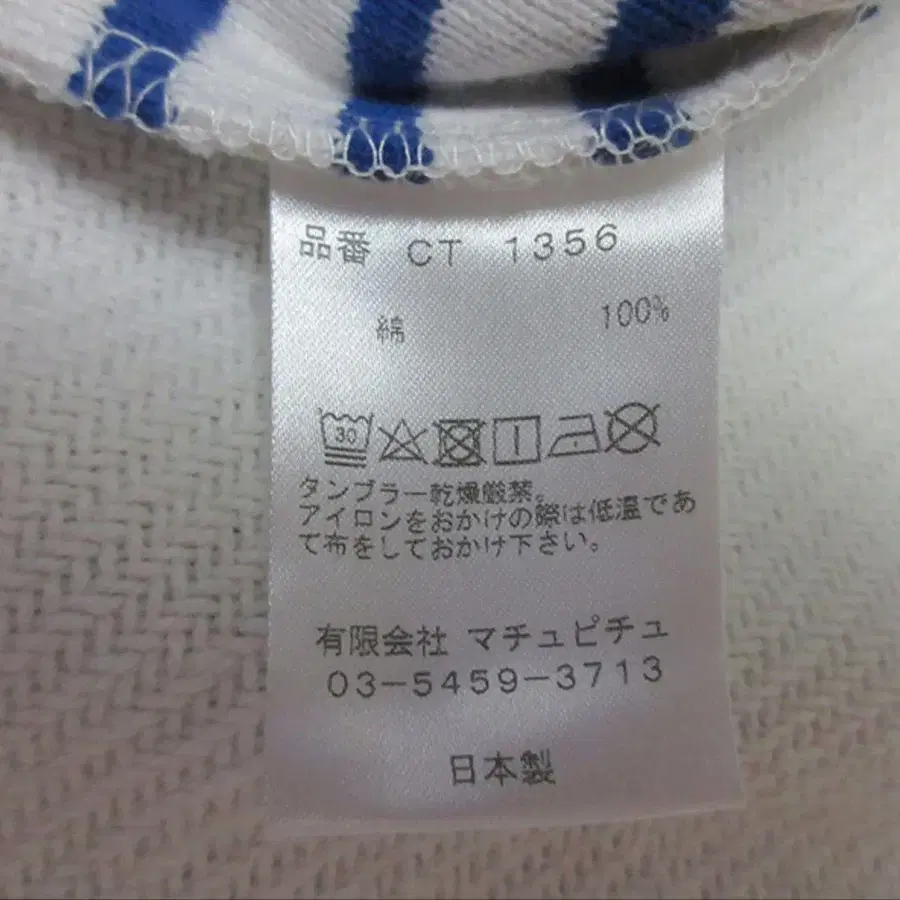 品番 CT 1356
綿 100%
30
タンブラー乾燥厳禁。
アイロンをおかけの際は低温であ
て布をしておかけ下さい。
有限会社 マチュピチュ
03-5459-3713
日本製